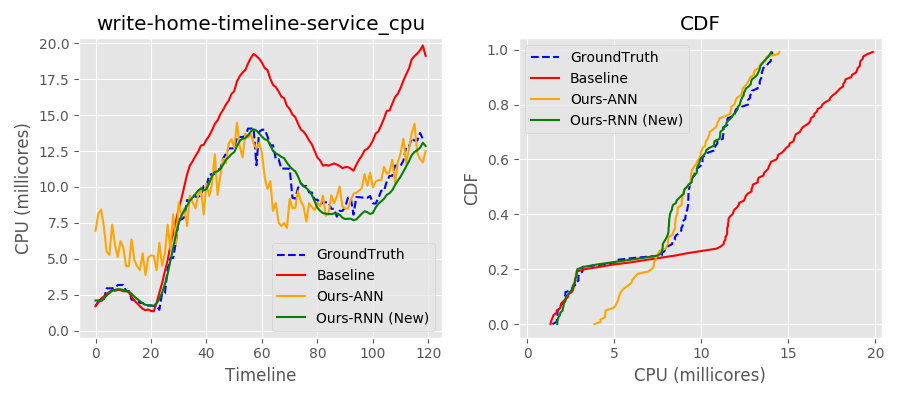 write-home-timeline-service_cpu
CPU (millicores)
20.0
17.5
15.0
12.5
10.0
7.5
5.0
2.5
0.0
GroundTruth
Baseline
Ours-ANN
Ours-RNN (New)
0
20
40
60
80
100
120
Timeline
CDF
CDF
1.0
0.8
0.6
0.4
0.2
0.0
GroundTruth
Baseline
Ours-ANN
Ours-RNN (New)
0
5
10
15
20
CPU (millicores)